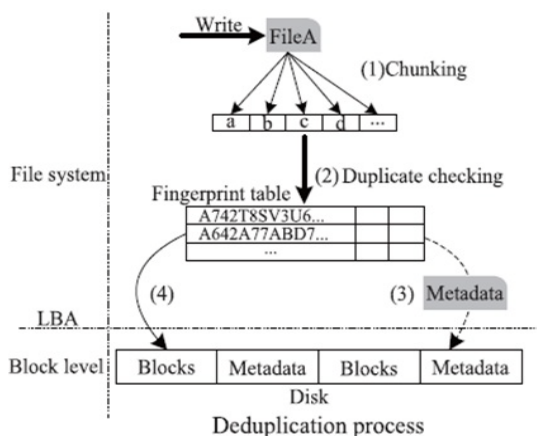 Write
FileA
(1)Chunking
a b c d ...
File system
(2) Duplicate checking
Fingerprint table
A742T8SV3U6...
A642A77ABD7...
...
(4)
(3)
Metadata
LBA
Block level
Blocks Metadata Blocks Metadata
Disk
Deduplication process